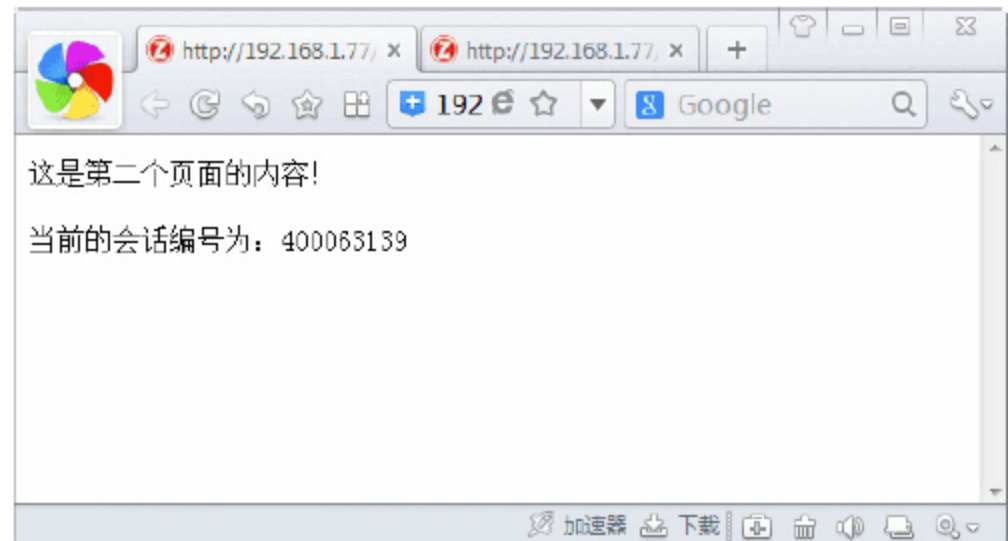 http://192.168.1.77/
http://192.168.1.77/
192
Google
这是第二个页面的内容!
当前的会话编号为：400063139
加速器
下载